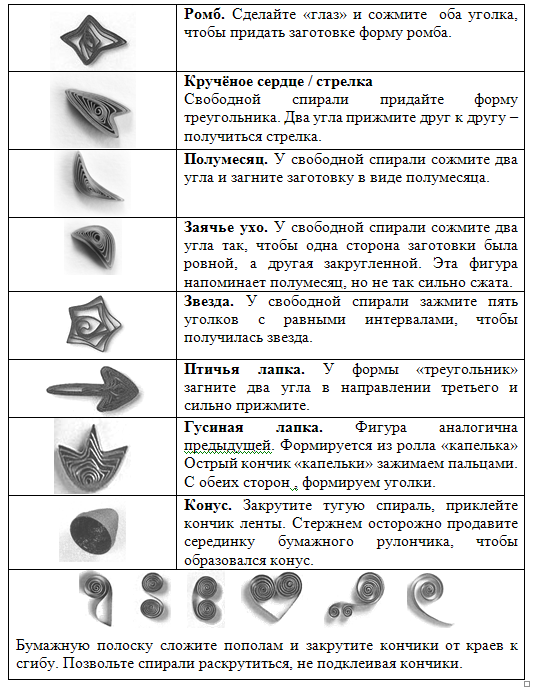 Ромб. Сделайте «глаз» и сожмите оба уголка,
чтобы придать заготовке форму ромба.
Кручёное сердце / стрелка
Свободной спирали придайте форму
треугольника. Два угла прижмите друг к другу –
получиться стрелка.
Полумесяц. У свободной спирали сожмите два
угла и загните заготовку в виде полумесяца.
Заячье ухо. У свободной спирали сожмите два
угла так, чтобы одна сторона заготовки была
ровной, а другая закругленной. Эта фигура
напоминает полумесяц, но не так сильно сжата.
Звезда. У свободной спирали зажмите пять
уголков с равными интервалами, чтобы
получилась звезда.
Птичья лапка. У формы «треугольник»
загните два угла в направлении третьего и
сильно прижмите.
Гусиная лапка. Фигура аналогична
предыдущей. Формируется из ролла «капелька»
Острый кончик «капельки» зажимаем пальцами.
С обеих сторон , формируем уголки.
Конус. Закрутите тугую спираль, приклейте
кончик ленты. Стержнем осторожно продавите
серединку бумажного рулончика, чтобы
образовался конус.
Бумажную полоску сложите пополам и закрутите кончики от краев к
сгибу. Позвольте спирали раскрутиться, не подклеивая кончики.